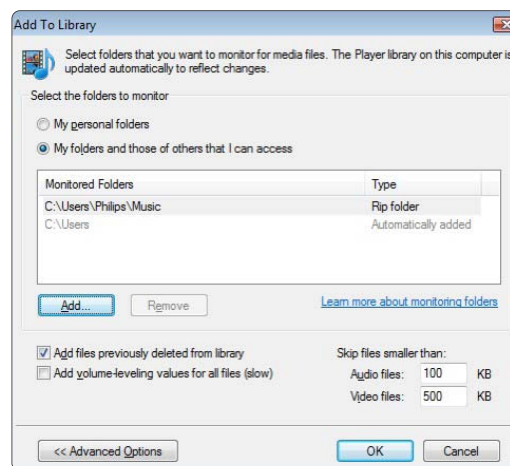 Add To Library
Select folders that you want to monitor for media files. The Player library on this computer is
updated automatically to reflect changes.
Select the folders to monitor
My personal folders
My folders and those of others that I can access
Monitored Folders Type
C:\Users\Philips\Music Rip folder
C:\Users Automatically added
Add... Remove Learn more about monitoring folders
Add files previously deleted from library Skip files smaller than:
Add volume-leveling values for all files (slow) Audio files: 100 KB
Video files: 500 KB
<< Advanced Options OK Cancel